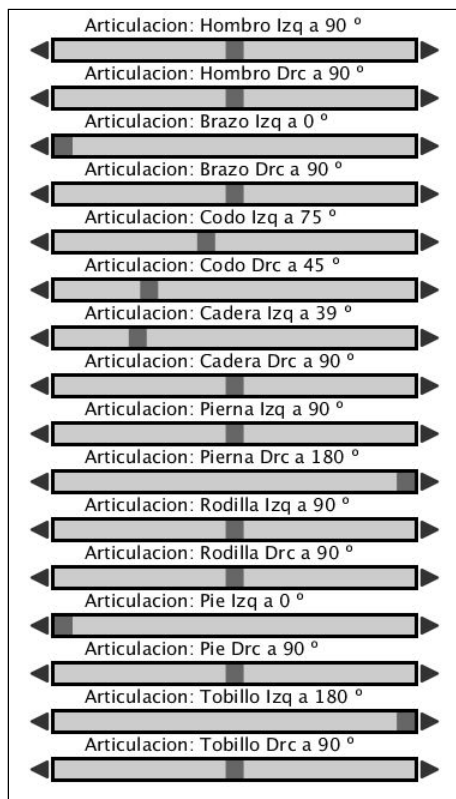 Articulacion: Hombro Izq a 90 º
Articulacion: Hombro Drc a 90 º
Articulacion: Brazo Izq a 0 º
Articulacion: Brazo Drc a 90 º
Articulacion: Codo Izq a 75 º
Articulacion: Codo Drc a 45 º
Articulacion: Cadera Izq a 39 º
Articulacion: Cadera Drc a 90 º
Articulacion: Pierna Izq a 90 º
Articulacion: Pierna Drc a 180 º
Articulacion: Rodilla Izq a 90 º
Articulacion: Rodilla Drc a 90 º
Articulacion: Pie Izq a 0 º
Articulacion: Pie Drc a 90 º
Articulacion: Tobillo Izq a 180 º
Articulacion: Tobillo Drc a 90 º